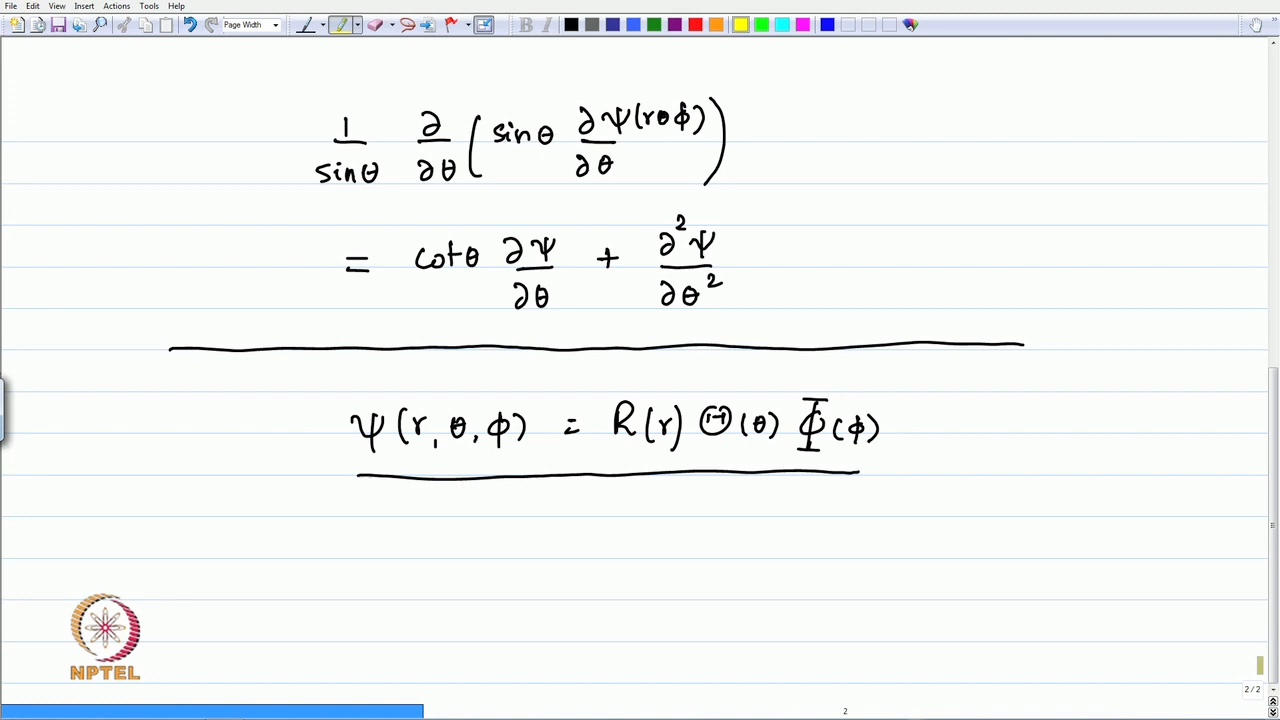 File Edit View Insert Actions Tools Help
Page Width
B I U
1/sinθ ∂/∂θ ( sinθ ∂ψ(rθϕ)/∂θ )
= cotθ ∂ψ/∂θ + ∂²ψ/∂θ²
ψ(r, θ, ϕ) = R(r) Θ(θ) Φ(ϕ)
NPTEL
2 / 2
2